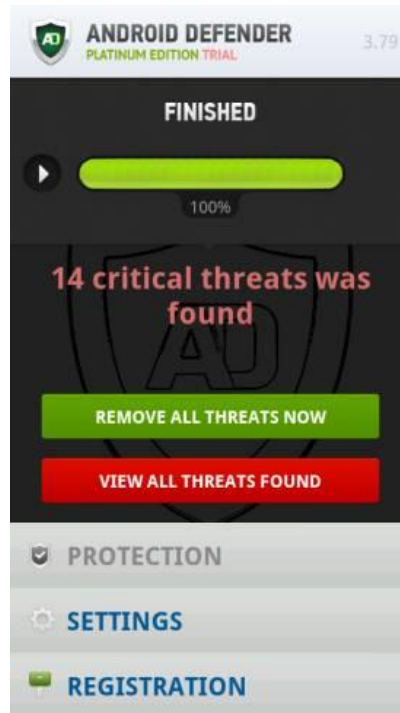 ANDROID DEFENDER
PLATINUM EDITION TRIAL
3.79
FINISHED
100%
14 critical threats was
found
REMOVE ALL THREATS NOW
VIEW ALL THREATS FOUND
PROTECTION
SETTINGS
REGISTRATION